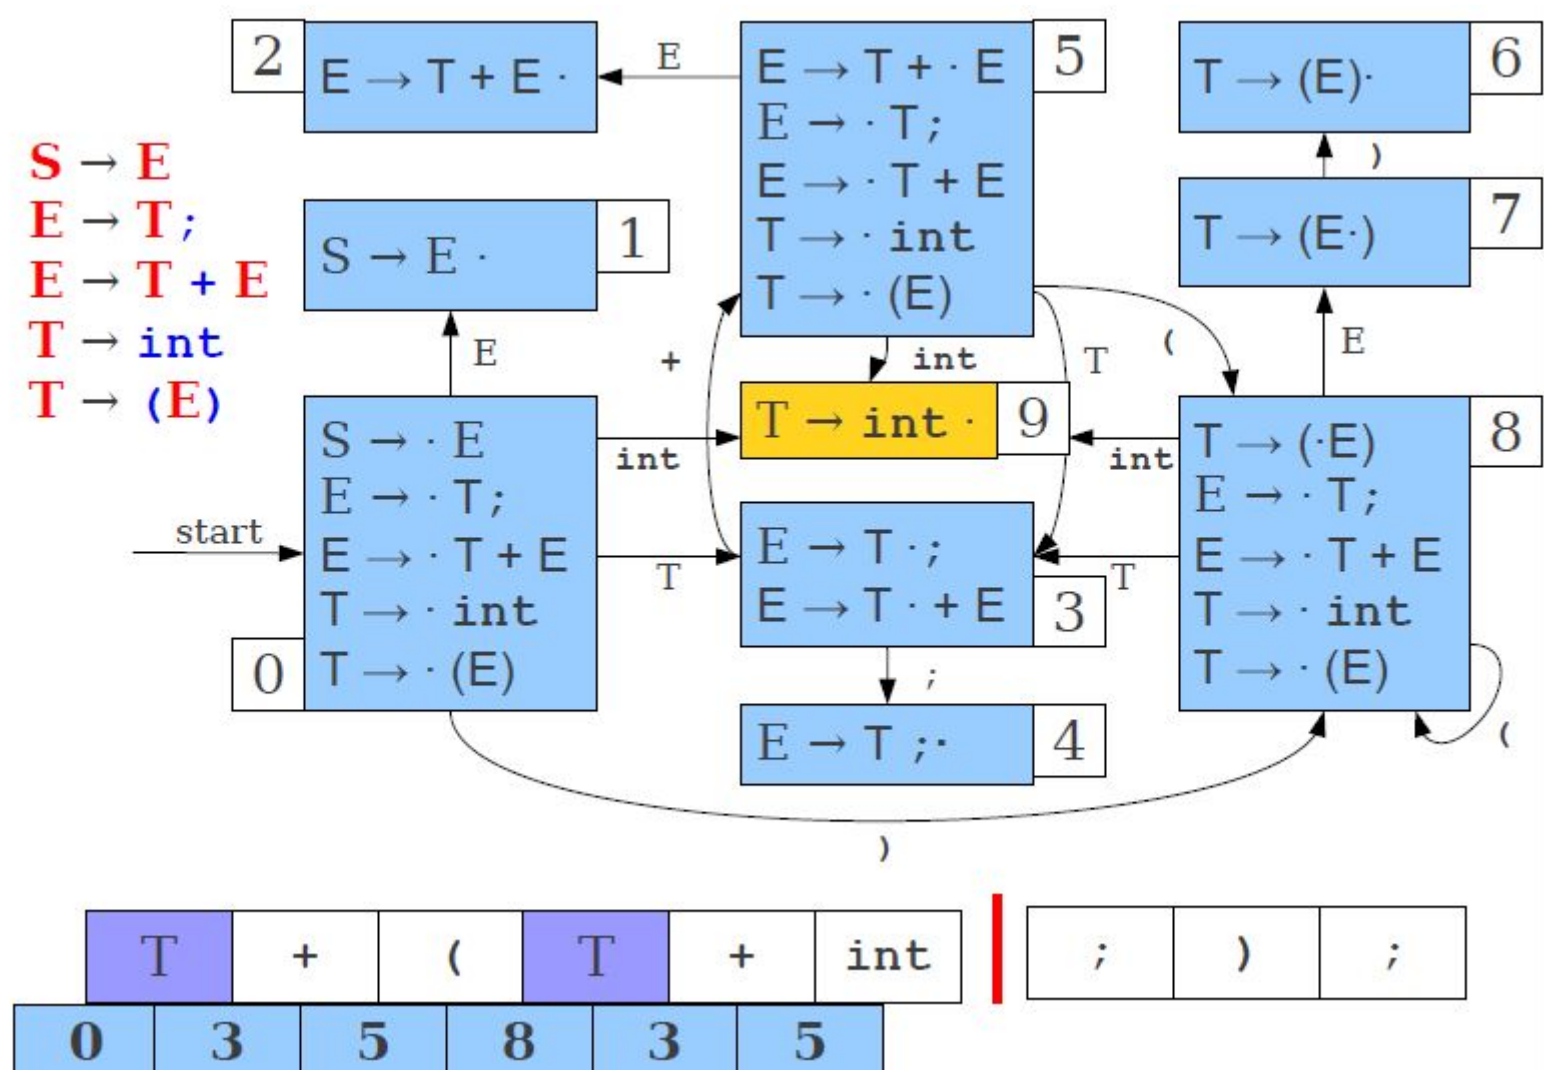 S → E
E → T ;
E → T + E
T → int
T → (E)
2
E → T + E ·
E
E → T + · E
E → · T ;
E → · T + E
T → · int
T → · (E)
5
T → (E)·
6
)
T → (E·)
7
S → E ·
1
E
+
int
T
(
E
S → · E
E → · T ;
E → · T + E
T → · int
T → · (E)
0
start
int
T
T → int ·
9
int
T
E → T · ;
E → T · + E
3
;
E → T ; ·
4
T → (·E)
E → · T ;
E → · T + E
T → · int
T → · (E)
8
(
)
T + ( T + int ; ) ;
0 3 5 8 3 5